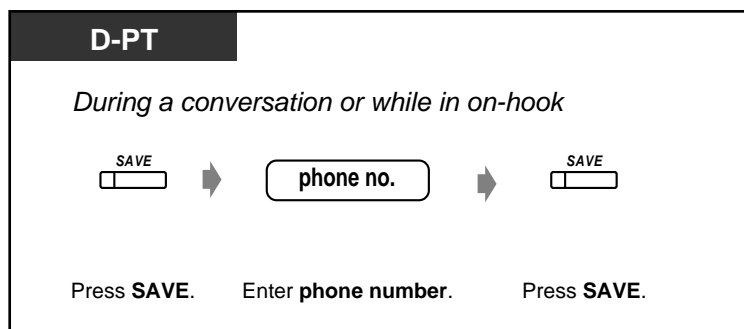 D-PT
During a conversation or while in on-hook
SAVE phone no. SAVE
Press SAVE. Enter phone number. Press SAVE.